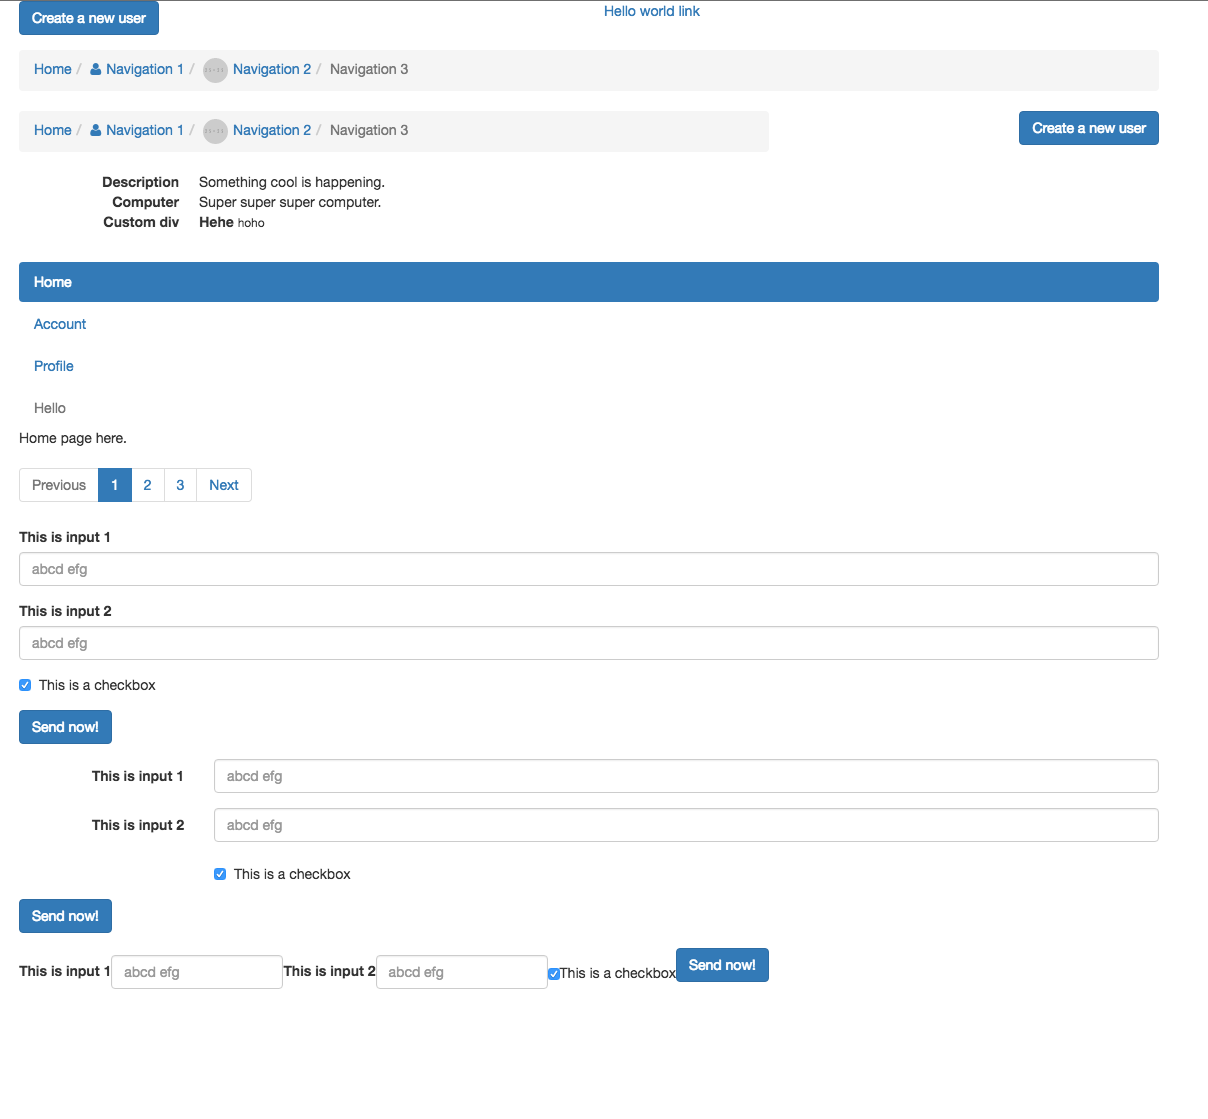 Create a new user Hello world link
Home / Navigation 1 / Navigation 2 / Navigation 3
Home / Navigation 1 / Navigation 2 / Navigation 3 Create a new user
Description Something cool is happening.
Computer Super super super computer.
Custom div Hehe hoho
Home
Account
Profile
Hello
Home page here.
Previous 1 2 3 Next
This is input 1
abcd efg
This is input 2
abcd efg
This is a checkbox
Send now!
This is input 1 abcd efg
This is input 2 abcd efg
This is a checkbox
Send now!
This is input 1 abcd efg This is input 2 abcd efg This is a checkbox Send now!